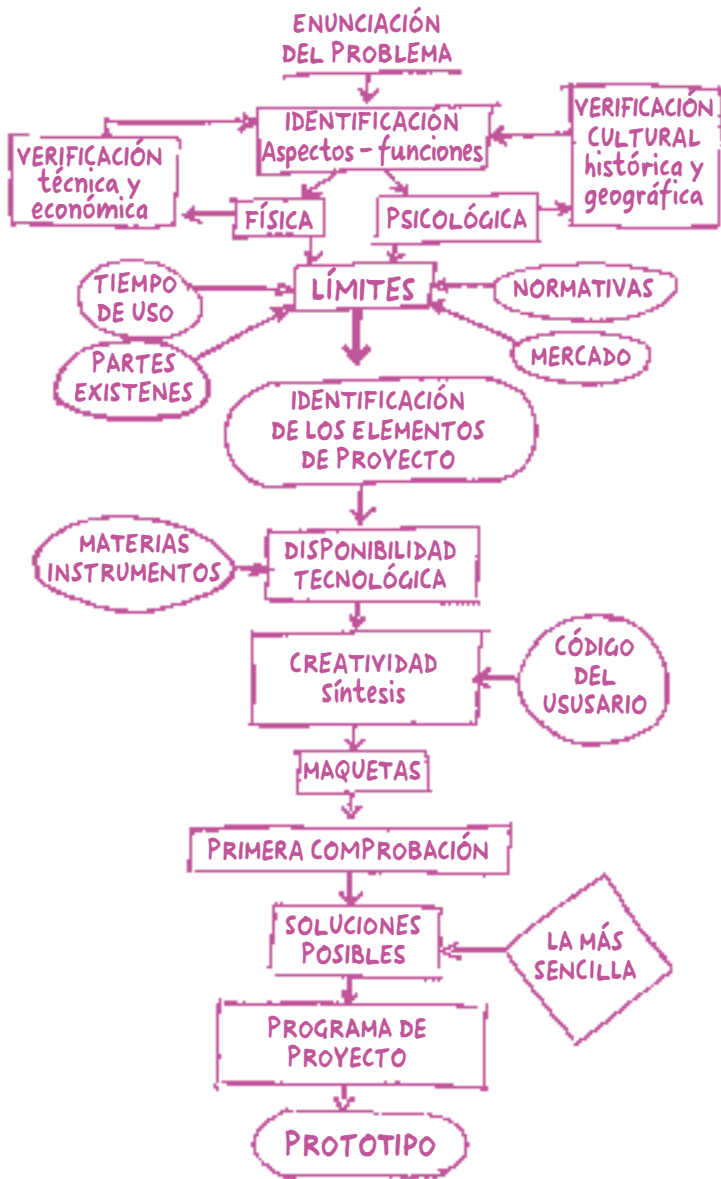 ENUNCIACIÓN
DEL PROBLEMA
IDENTIFICACIÓN
Aspectos - funciones
VERIFICACIÓN
técnica y
económica
VERIFICACIÓN
CULTURAL
histórica y
geográfica
FÍSICA
PSICOLÓGICA
TIEMPO
DE USO
LÍMITES
NORMATIVAS
PARTES
EXISTENES
MERCADO
IDENTIFICACIÓN
DE LOS ELEMENTOS
DE PROYECTO
MATERIAS
INSTRUMENTOS
DISPONIBILIDAD
TECNOLÓGICA
CREATIVIDAD
síntesis
CÓDIGO
DEL
USUSARIO
MAQUETAS
PRIMERA COMPROBACIÓN
SOLUCIONES
POSIBLES
LA MÁS
SENCILLA
PROGRAMA DE
PROYECTO
PROTOTIPO